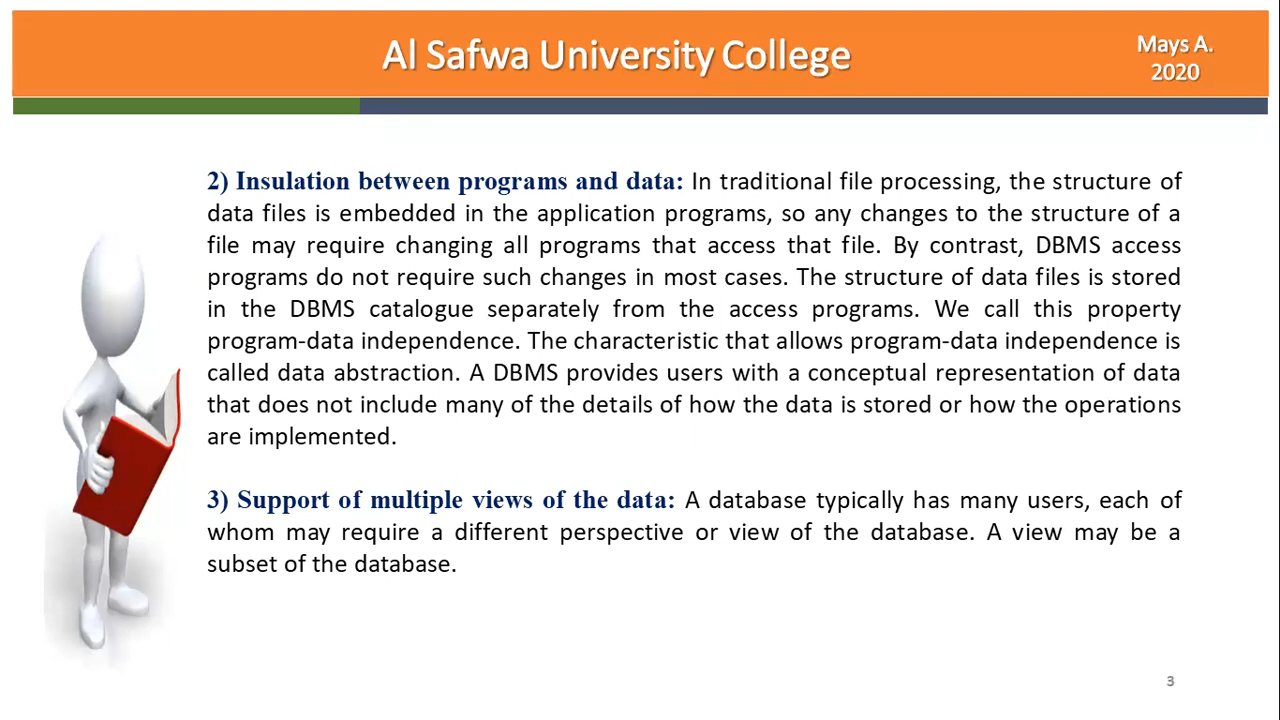 Al Safwa University College
Mays A.
2020
2) Insulation between programs and data: In traditional file processing, the structure of
data files is embedded in the application programs, so any changes to the structure of a
file may require changing all programs that access that file. By contrast, DBMS access
programs do not require such changes in most cases. The structure of data files is stored
in the DBMS catalogue separately from the access programs. We call this property
program-data independence. The characteristic that allows program-data independence is
called data abstraction. A DBMS provides users with a conceptual representation of data
that does not include many of the details of how the data is stored or how the operations
are implemented.
3) Support of multiple views of the data: A database typically has many users, each of
whom may require a different perspective or view of the database. A view may be a
subset of the database.
3